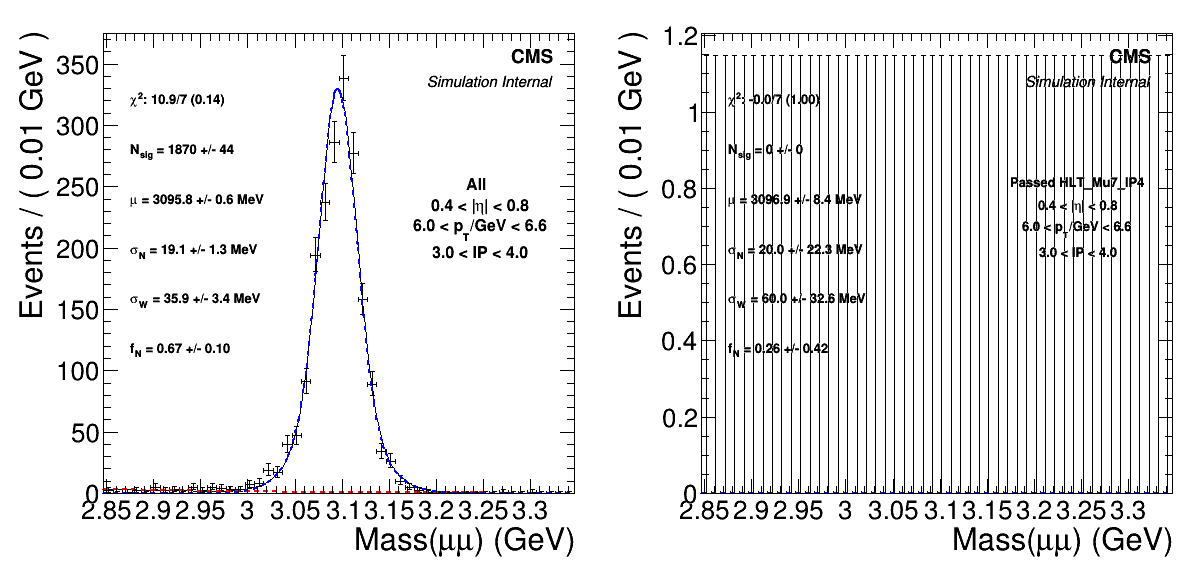 CMS
Simulation Internal
χ²: 10.9/7 (0.14)
N_sig = 1870 +/- 44
μ = 3095.8 +/- 0.6 MeV
σ_N = 19.1 +/- 1.3 MeV
σ_W = 35.9 +/- 3.4 MeV
f_N = 0.67 +/- 0.10
All
0.4 < |η| < 0.8
6.0 < p_T/GeV < 6.6
3.0 < IP < 4.0
Events / ( 0.01 GeV )
350
300
250
200
150
100
50
0
2.85 2.9 2.95 3 3.05 3.1 3.15 3.2 3.25 3.3
Mass(μμ) (GeV)
CMS
Simulation Internal
χ²: -0.0/7 (1.00)
N_sig = 0 +/- 0
μ = 3096.9 +/- 8.4 MeV
σ_N = 20.0 +/- 22.3 MeV
σ_W = 60.0 +/- 32.6 MeV
f_N = 0.26 +/- 0.42
Passed HLT_Mu7_IP4
0.4 < |η| < 0.8
6.0 < p_T/GeV < 6.6
3.0 < IP < 4.0
Events / ( 0.01 GeV )
1.2
1
0.8
0.6
0.4
0.2
0
2.85 2.9 2.95 3 3.05 3.1 3.15 3.2 3.25 3.3
Mass(μμ) (GeV)